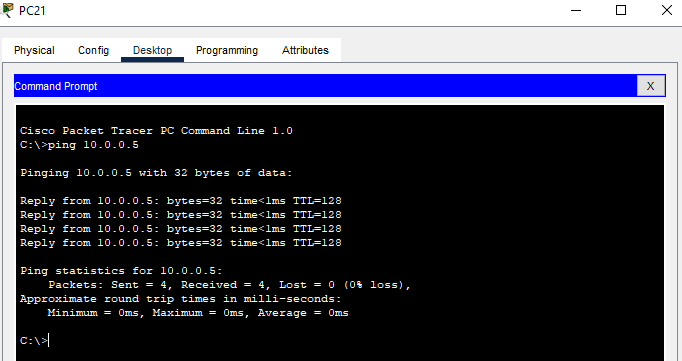 PC21
Physical Config Desktop Programming Attributes
Command Prompt X
Cisco Packet Tracer PC Command Line 1.0
C:\>ping 10.0.0.5
Pinging 10.0.0.5 with 32 bytes of data:
Reply from 10.0.0.5: bytes=32 time<1ms TTL=128
Reply from 10.0.0.5: bytes=32 time<1ms TTL=128
Reply from 10.0.0.5: bytes=32 time<1ms TTL=128
Reply from 10.0.0.5: bytes=32 time<1ms TTL=128
Ping statistics for 10.0.0.5:
Packets: Sent = 4, Received = 4, Lost = 0 (0% loss),
Approximate round trip times in milli-seconds:
Minimum = 0ms, Maximum = 0ms, Average = 0ms
C:\>